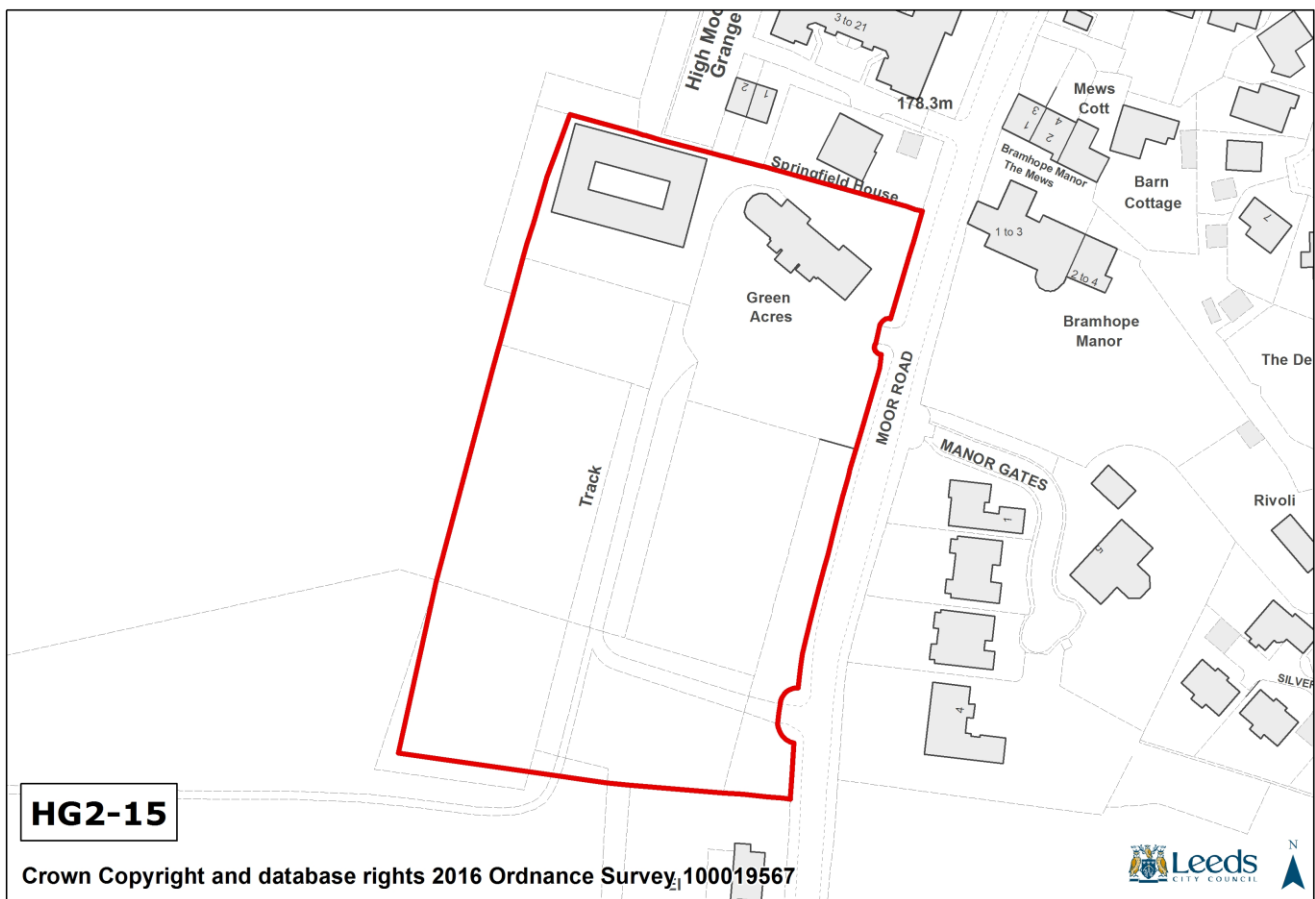 High Moo
Grange
3 to 21
178.3m
2
1
Mews
Cott
3
1
4
2
Bramhope Manor
The Mews
Barn
Cottage
7
Springfield House
1 to 3
2 to 4
Green
Acres
Bramhope
Manor
The De
MOOR ROAD
MANOR GATES
Track
1
5
Rivoli
4
SILVER
HG2-15
El
Crown Copyright and database rights 2016 Ordnance Survey 100019567
Leeds
CITY COUNCIL
N